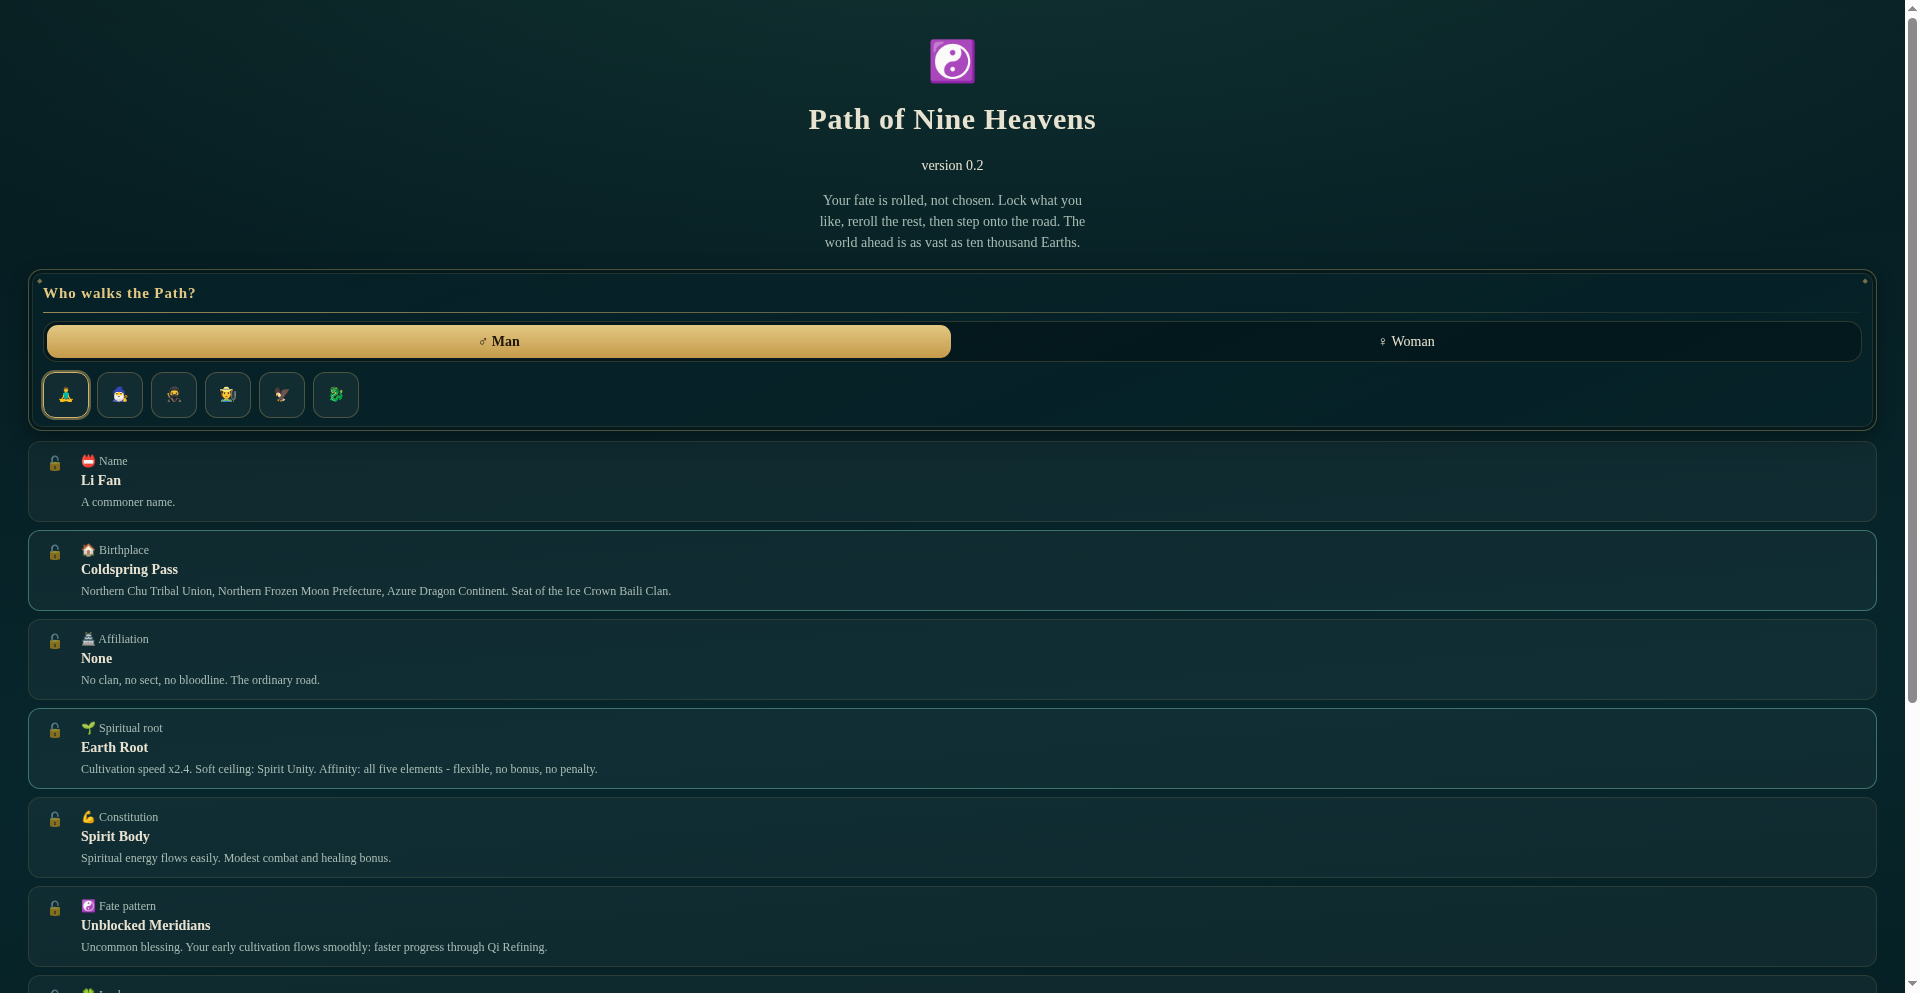 Path of Nine Heavens
version 0.2
Your fate is rolled, not chosen. Lock what you
like, reroll the rest, then step onto the road. The
world ahead is as vast as ten thousand Earths.
Who walks the Path?
♂ Man
♀ Woman
Name
Li Fan
A commoner name.
Birthplace
Coldspring Pass
Northern Chu Tribal Union, Northern Frozen Moon Prefecture, Azure Dragon Continent. Seat of the Ice Crown Baili Clan.
Affiliation
None
No clan, no sect, no bloodline. The ordinary road.
Spiritual root
Earth Root
Cultivation speed x2.4. Soft ceiling: Spirit Unity. Affinity: all five elements - flexible, no bonus, no penalty.
Constitution
Spirit Body
Spiritual energy flows easily. Modest combat and healing bonus.
Fate pattern
Unblocked Meridians
Uncommon blessing. Your early cultivation flows smoothly: faster progress through Qi Refining.